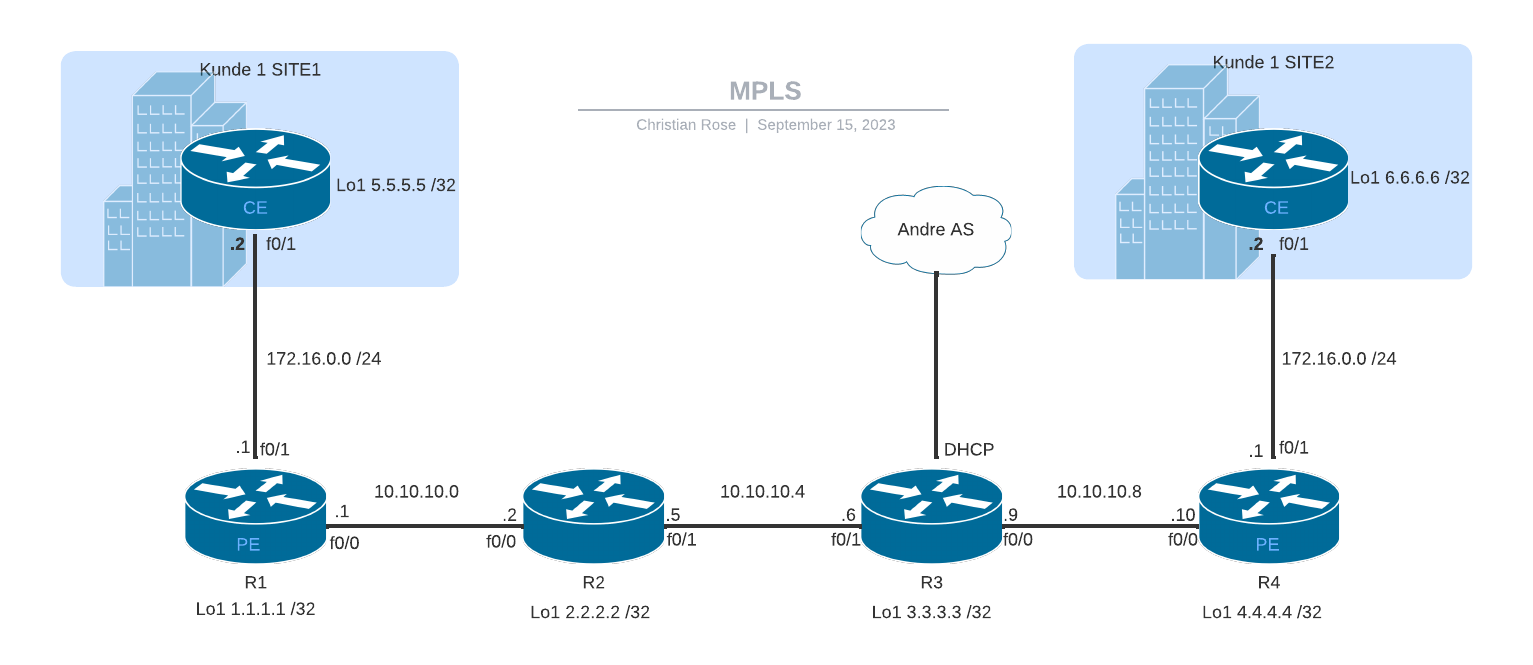 Kunde 1 SITE1
Kunde 1 SITE2
MPLS
Christian Rose | September 15, 2023
Lo1 5.5.5.5 /32
CE
.2 f0/1
Andre AS
Lo1 6.6.6.6 /32
CE
.2 f0/1
172.16.0.0 /24
172.16.0.0 /24
.1 f0/1
DHCP
.1 f0/1
10.10.10.0
10.10.10.4
10.10.10.8
.1
.2
.5
.6
.9
.10
PE
f0/0
f0/0
f0/1
f0/1
f0/0
f0/0
PE
R1
R2
R3
R4
Lo1 1.1.1.1 /32
Lo1 2.2.2.2 /32
Lo1 3.3.3.3 /32
Lo1 4.4.4.4 /32